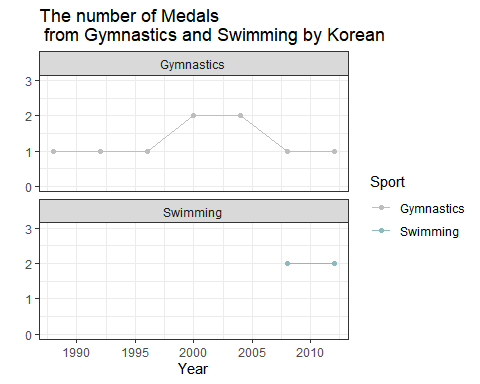 The number of Medals
from Gymnastics and Swimming by Korean
Gymnastics
3
2
1
0
Swimming
3
2
1
0
1990 1995 2000 2005 2010
Year
Sport
Gymnastics
Swimming